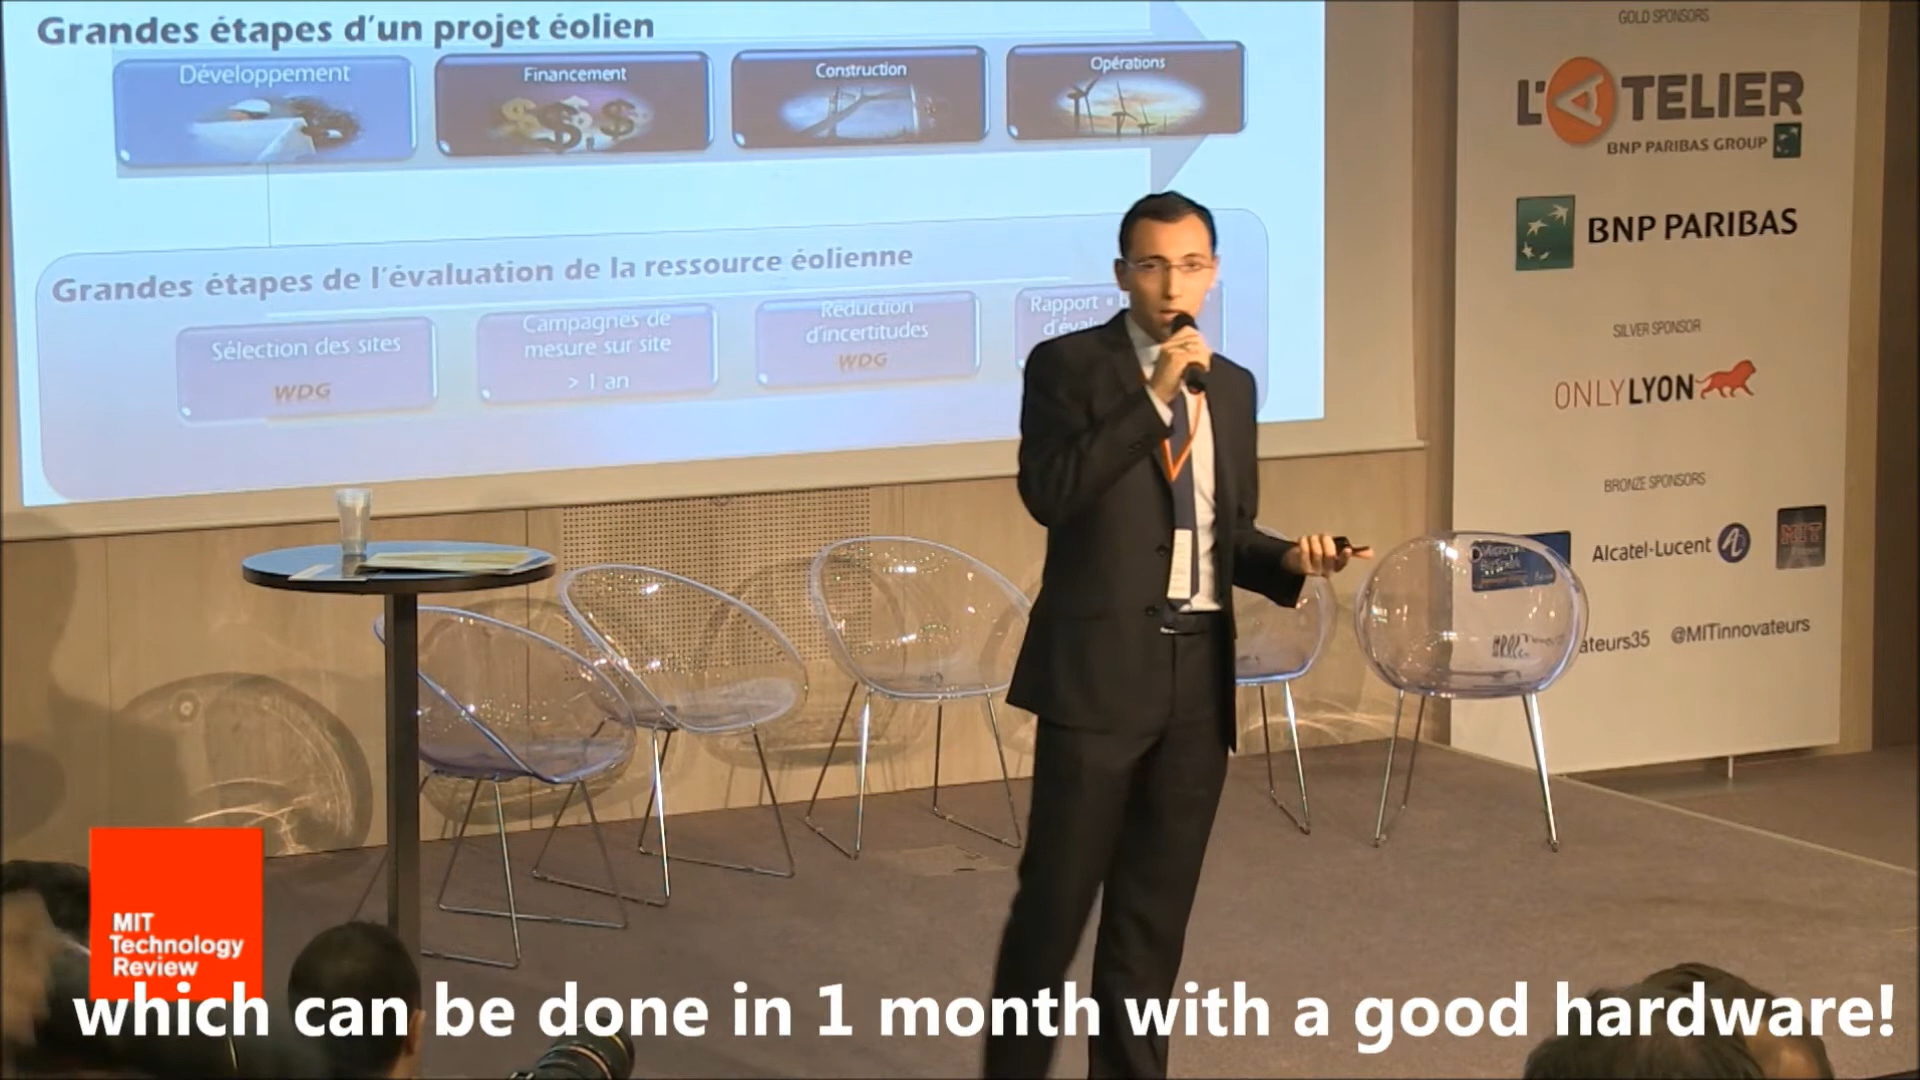 Grandes étapes d'un projet éolien
Développement
Financement
Construction
Opérations
Grandes étapes de l'évaluation de la ressource éolienne
Sélection des sites
WDG
Campagnes de
mesure sur site
> 1 an
Réduction
d'incertitudes
WDG
Rapport «
GOLD SPONSORS
L'ATELIER
BNP PARIBAS GROUP
BNP PARIBAS
SILVER SPONSOR
ONLYLYON
BRONZE SPONSORS
Alcatel-Lucent
ateurs35 @MITinnovateurs
MIT
Technology
Review
which can be done in 1 month with a good hardware!